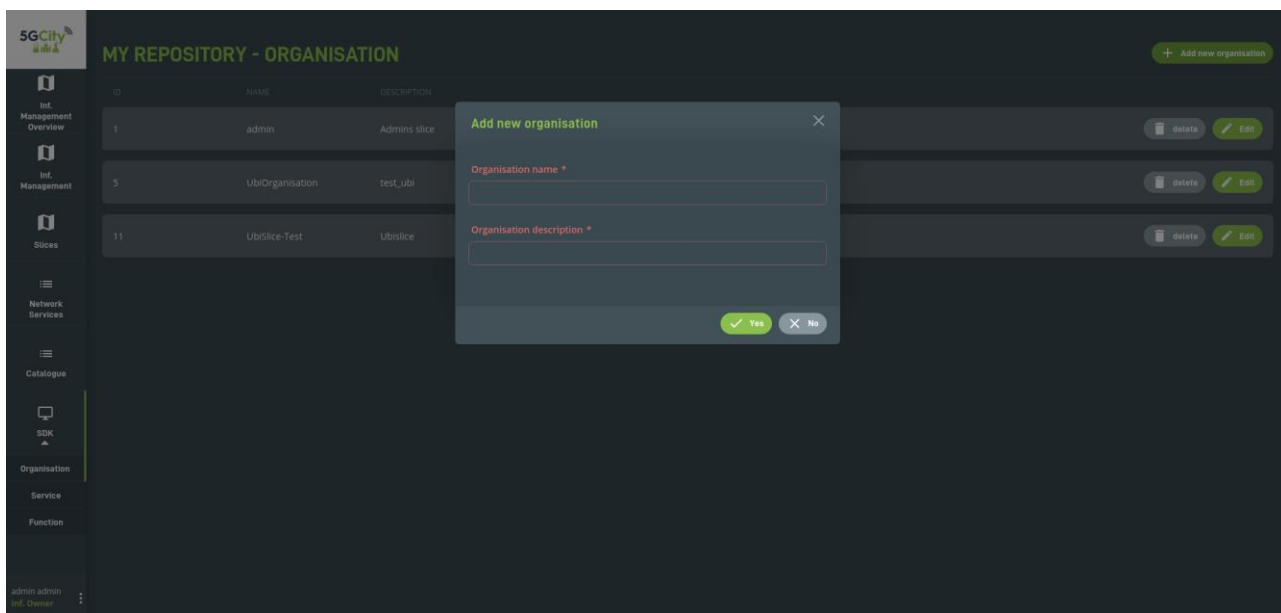 5GCity
MY REPOSITORY - ORGANISATION
Add new organisation
Inf.
Management
Overview
Inf.
Management
Slices
Network
Services
Catalogue
SDK
Organisation
Service
Function
admin admin
Inf. Owner
ID NAME DESCRIPTION
1 admin Admins slice delete Edit
5 UbiOrganisation test_ubi delete Edit
11 UbiSlice-Test Ubislice delete Edit
Add new organisation
Organisation name *
Organisation description *
Yes No